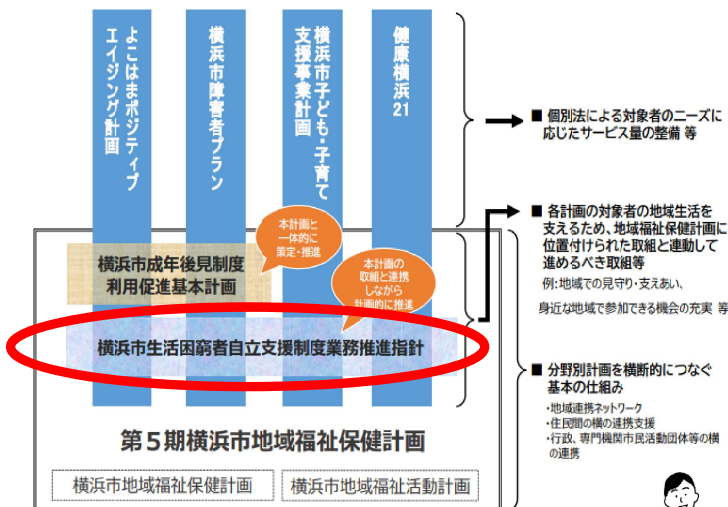 よこはまポジティブ
エイジング計画
横浜市障害者プラン
横浜市子ども・子育て
支援事業計画
健康横浜21
■ 個別法による対象者のニーズに
応じたサービス量の整備 等
■ 各計画の対象者の地域生活を
支えるため、地域福祉保健計画に
位置付けられた取組と連動して
進めるべき取組等
例:地域での見守り・支えあい、
身近な地域で参加できる機会の充実 等
本計画と
一体的に
策定・推進
横浜市成年後見制度
利用促進基本計画
本計画の
取組と連携
しながら
計画的に推進
横浜市生活困窮者自立支援制度業務推進指針
■ 分野別計画を横断的につなぐ
基本の仕組み
・地域連携ネットワーク
・住民間の横の連携支援
・行政、専門機関市民活動団体等の横
の連携
第5期横浜市地域福祉保健計画
横浜市地域福祉保健計画
横浜市地域福祉活動計画